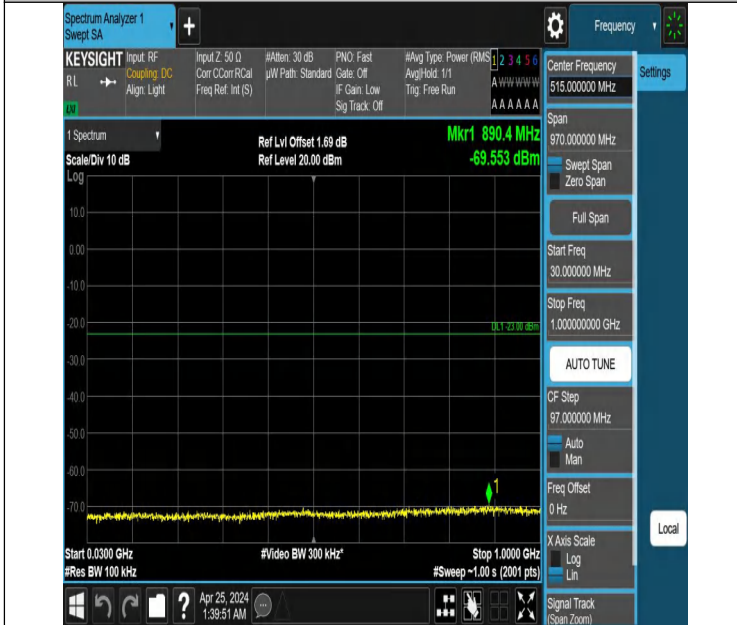 Spectrum Analyzer 1
Swept SA
+
Frequency
KEYSIGHT
RL
Input: RF
Coupling: DC
Align: Light
Input Z: 50 Ω
Corr CCorr RCal
Freq Ref: Int (S)
#Atten: 30 dB
µW Path: Standard
PNO: Fast
Gate: Off
IF Gain: Low
Sig Track: Off
#Avg Type: Power (RMS
Avg|Hold: 1/1
Trig: Free Run
1 2 3 4 5 6
A W W W W W
A A A A A A
1 Spectrum
Scale/Div 10 dB
Log
Ref Lvl Offset 1.69 dB
Ref Level 20.00 dBm
Mkr1 890.4 MHz
-69.553 dBm
10.0
0.00
-10.0
-20.0
DL1 -23.00 dBm
-30.0
-40.0
-50.0
-60.0
1
-70.0
Start 0.0300 GHz
#Res BW 100 kHz
#Video BW 300 kHz*
Stop 1.0000 GHz
#Sweep ~1.00 s (2001 pts)
?
Apr 25, 2024
1:39:51 AM
Center Frequency
515.000000 MHz
Settings
Span
970.000000 MHz
Swept Span
Zero Span
Full Span
Start Freq
30.000000 MHz
Stop Freq
1.000000000 GHz
AUTO TUNE
CF Step
97.000000 MHz
Auto
Man
Freq Offset
0 Hz
Local
X Axis Scale
Log
Lin
Signal Track
(Span Zoom)